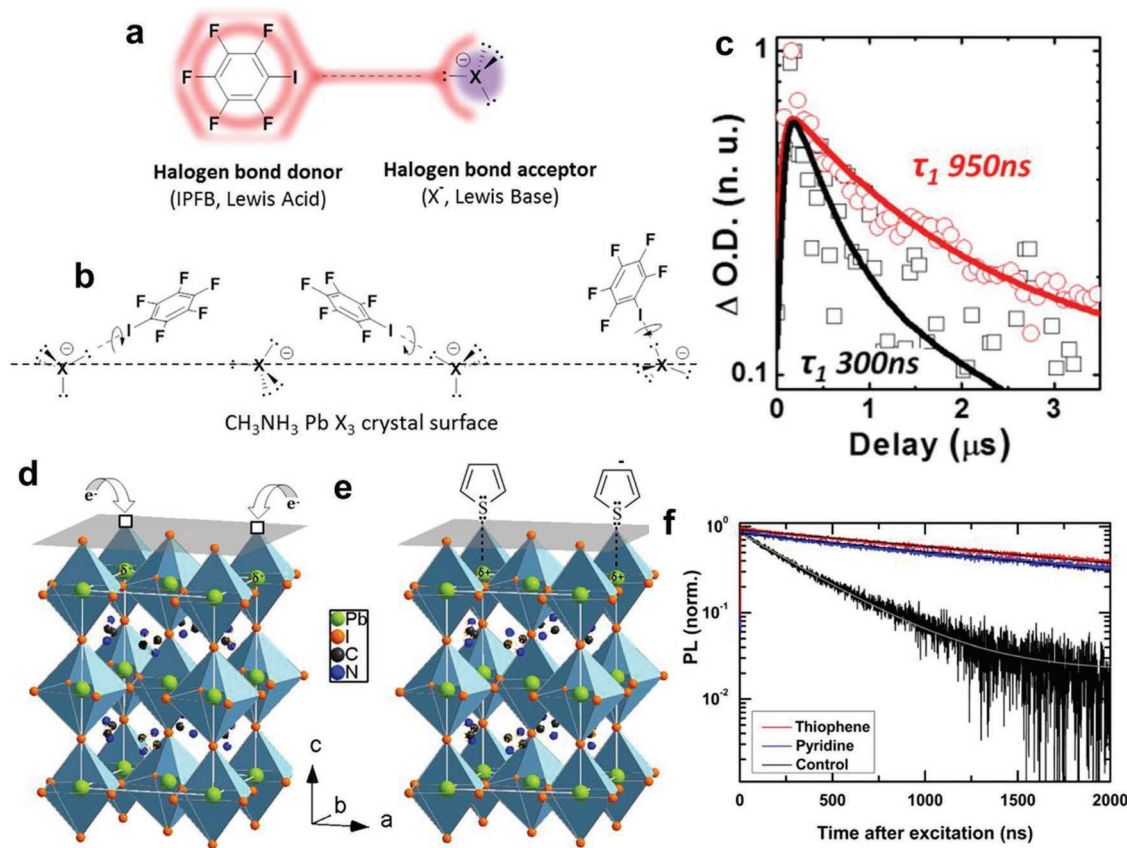 a
F
F
F
I
F
F
:
⊖
X
Halogen bond donor
(IPFB, Lewis Acid)
Halogen bond acceptor
(X⁻, Lewis Base)
b
F
F
F
F
F
I
X
⊖
X
⊖
F
F
F
F
F
I
X
⊖
F
F
F
F
F
I
X
⊖
CH₃NH₃ Pb X₃ crystal surface
c
Δ O.D. (n. u.)
1
0.1
τ₁ 950ns
τ₁ 300ns
0 1 2 3
Delay (μs)
d
e⁻
e⁻
δ⁺
δ⁺
Pb
I
C
N
c
b
a
e
S
S
-
δ+
δ+
f
PL (norm.)
10⁰
10⁻¹
10⁻²
Thiophene
Pyridine
Control
0 500 1000 1250 1500 2000
Time after excitation (ns)